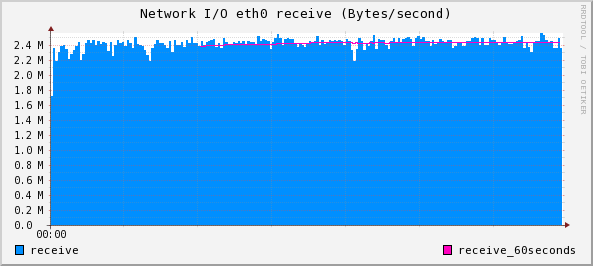 Network I/O eth0 receive (Bytes/second)
RRDTOOL / TOBI OETIKER
2.4 M
2.2 M
2.0 M
1.8 M
1.6 M
1.4 M
1.2 M
1.0 M
0.8 M
0.6 M
0.4 M
0.2 M
0.0
00:00
receive
receive_60seconds